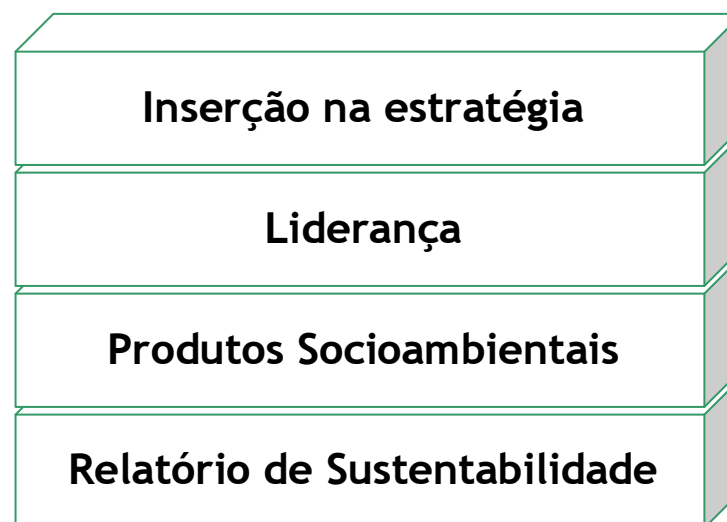 Inserção na estratégia
Liderança
Produtos Socioambientais
Relatório de Sustentabilidade